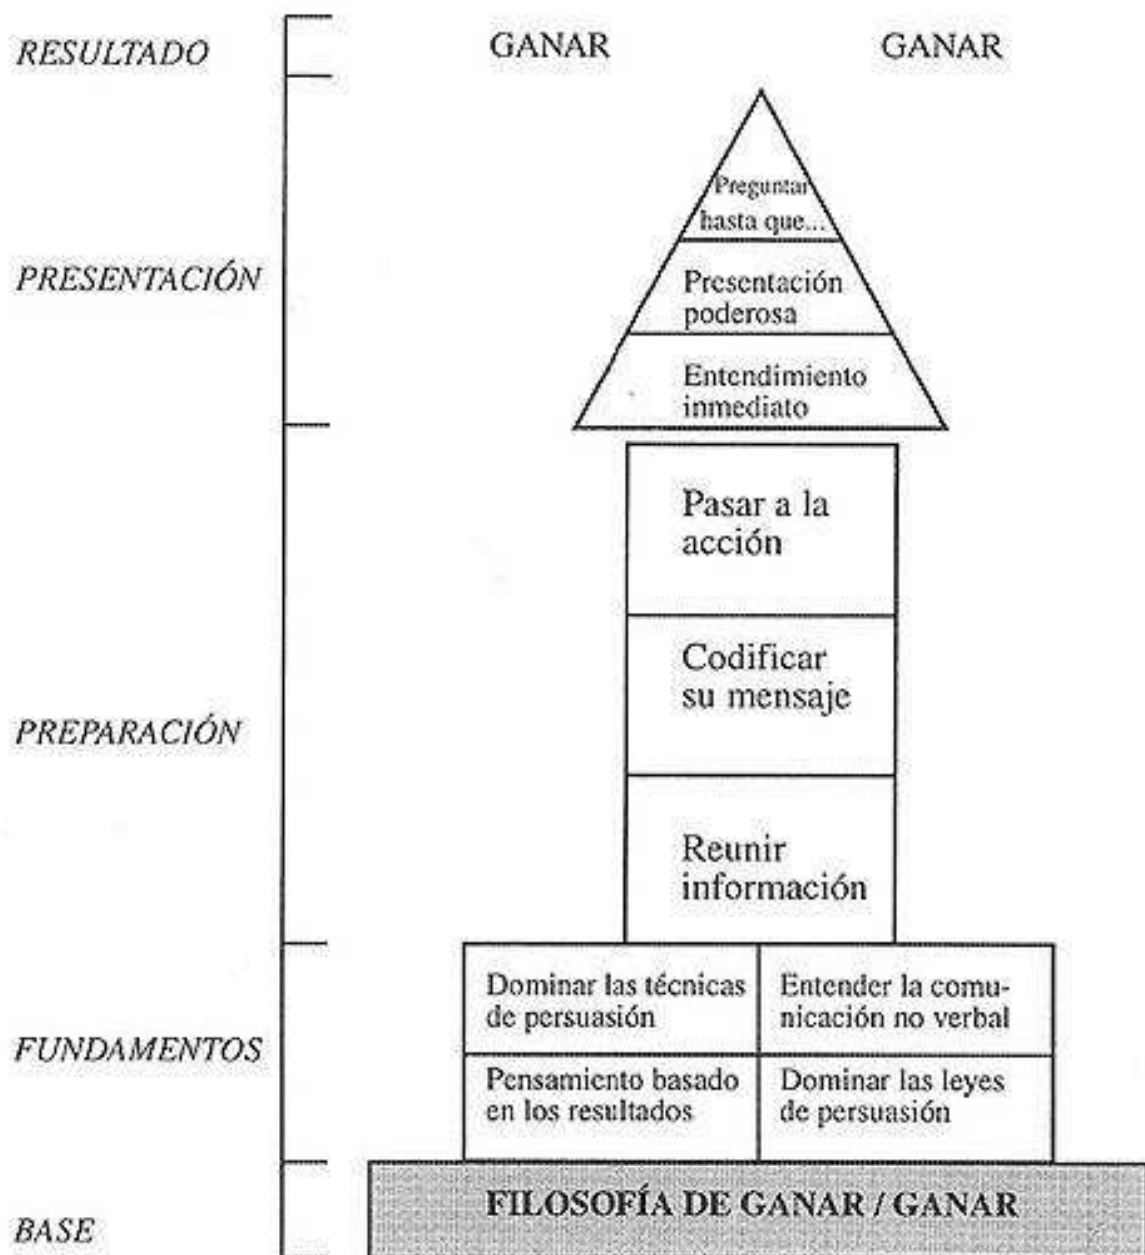 RESULTADO
GANAR GANAR
Preguntar
hasta que...
PRESENTACIÓN
Presentación
poderosa
Entendimiento
inmediato
Pasar a la
acción
Codificar
su mensaje
PREPARACIÓN
Reunir
información
Dominar las técnicas
de persuasión
Entender la comu-
nicación no verbal
FUNDAMENTOS
Pensamiento basado
en los resultados
Dominar las leyes
de persuasión
FILOSOFÍA DE GANAR / GANAR
BASE